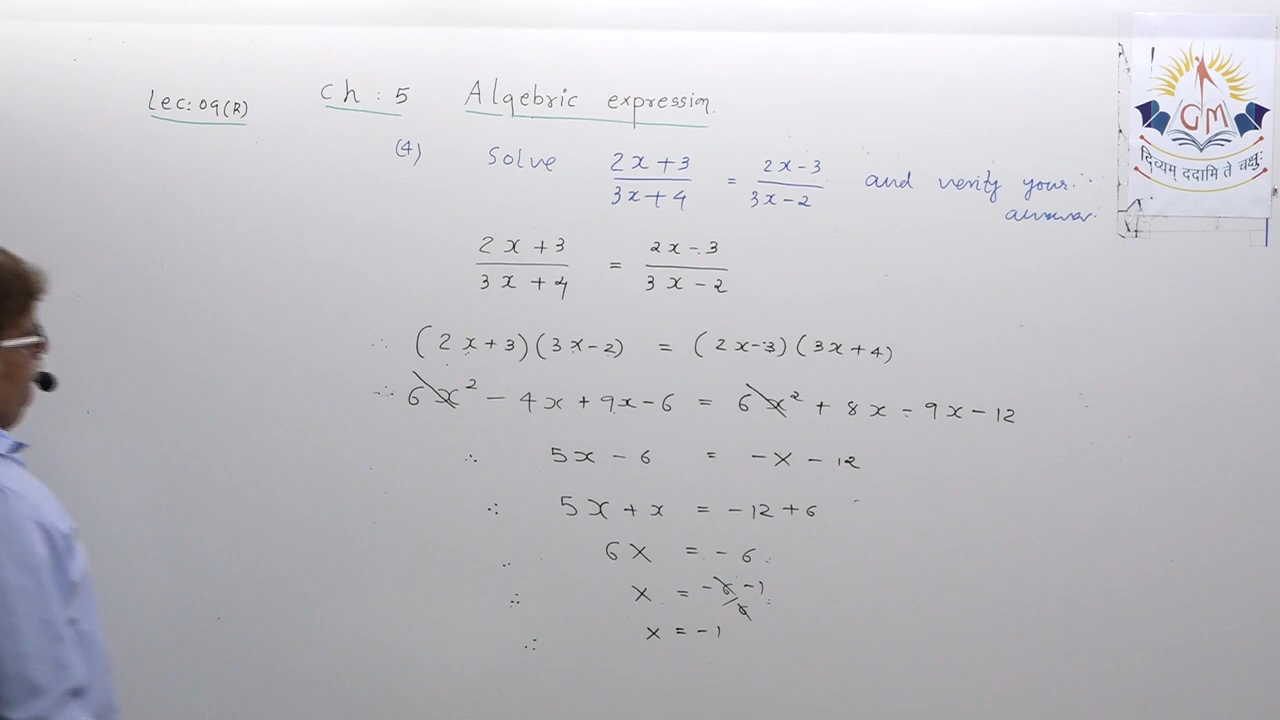 Lec: 09 (R)
Ch : 5 Algebric expression.
(4) Solve (2x+3)/(3x+4) = (2x-3)/(3x-2) and verify your answer.
(2x+3)/(3x+4) = (2x-3)/(3x-2)
∴ (2x+3)(3x-2) = (2x-3)(3x+4)
∴ 6x² - 4x + 9x - 6 = 6x² + 8x - 9x - 12
∴ 5x - 6 = -x - 12
∴ 5x + x = -12 + 6
∴ 6x = -6
∴ x = -6/6 -1
∴ x = -1
GM
दिव्यम् ददामि ते चक्षुः